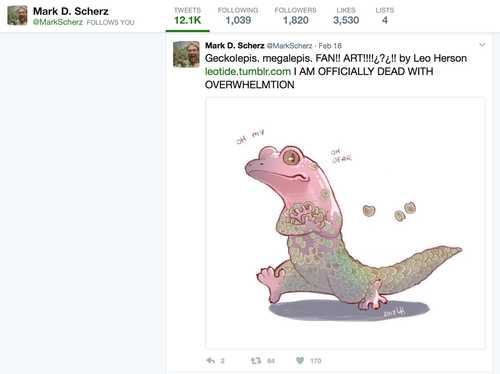 Mark D. Scherz
@MarkScherz FOLLOWS YOU
TWEETS
12.1K
FOLLOWING
1,039
FOLLOWERS
1,820
LIKES
3,530
LISTS
4
Mark D. Scherz @MarkScherz · Feb 18
Geckolepis. megalepis. FAN!! ART!!!!¿?¿!! by Leo Herson
leotide.tumblr.com I AM OFFICIALLY DEAD WITH
OVERWHELMTION
OH MY
OH
DEAR
2
84
170